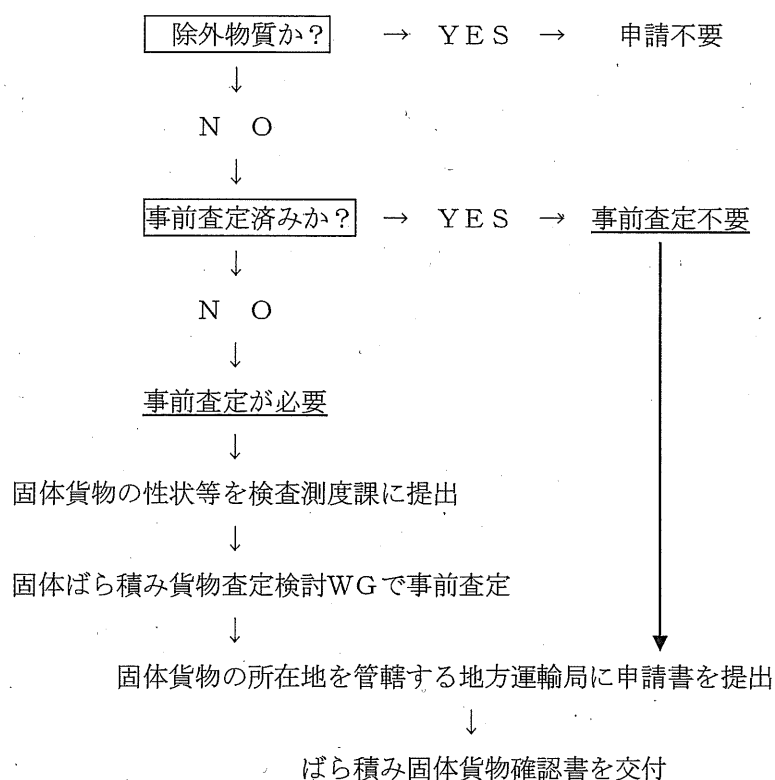 除外物質か？ → ＹＥＳ → 申請不要
↓
Ｎ Ｏ
↓
事前査定済みか？ → ＹＥＳ → 事前査定不要
↓
Ｎ Ｏ
↓
事前査定が必要
↓
固体貨物の性状等を検査測度課に提出
↓
固体ばら積み貨物査定検討ＷＧで事前査定
↓
固体貨物の所在地を管轄する地方運輸局に申請書を提出
↓
ばら積み固体貨物確認書を交付